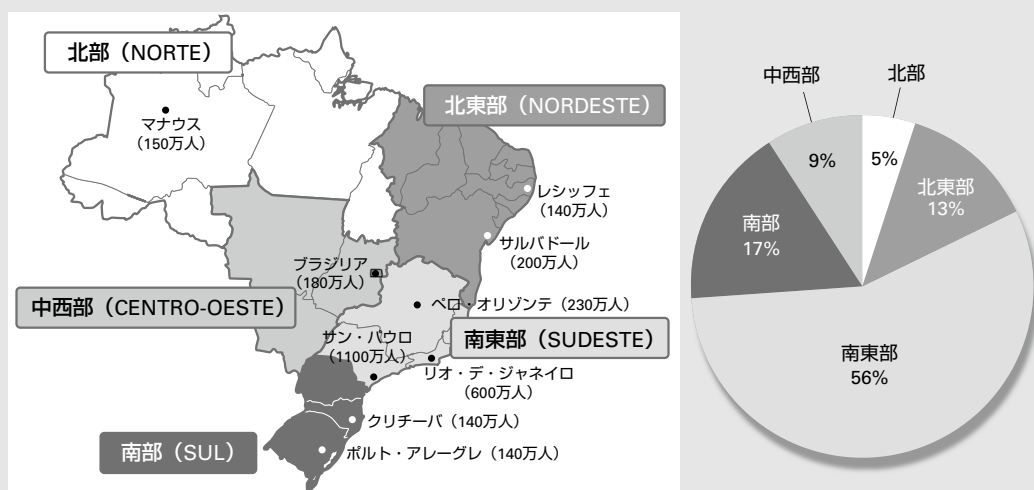 北部（NORTE）
マナウス
（150万人）
北東部（NORDESTE）
レシッフェ
（140万人）
サルバドール
（200万人）
ブラジリア
（180万人）
中西部（CENTRO-OESTE）
ペロ・オリゾンテ（230万人）
サン・パウロ
（1100万人）
南東部（SUDESTE）
リオ・デ・ジャネイロ
（600万人）
クリチーバ（140万人）
南部（SUL）
ポルト・アレーグレ（140万人）
中西部
北部
9%
5%
北東部
13%
南部
17%
南東部
56%